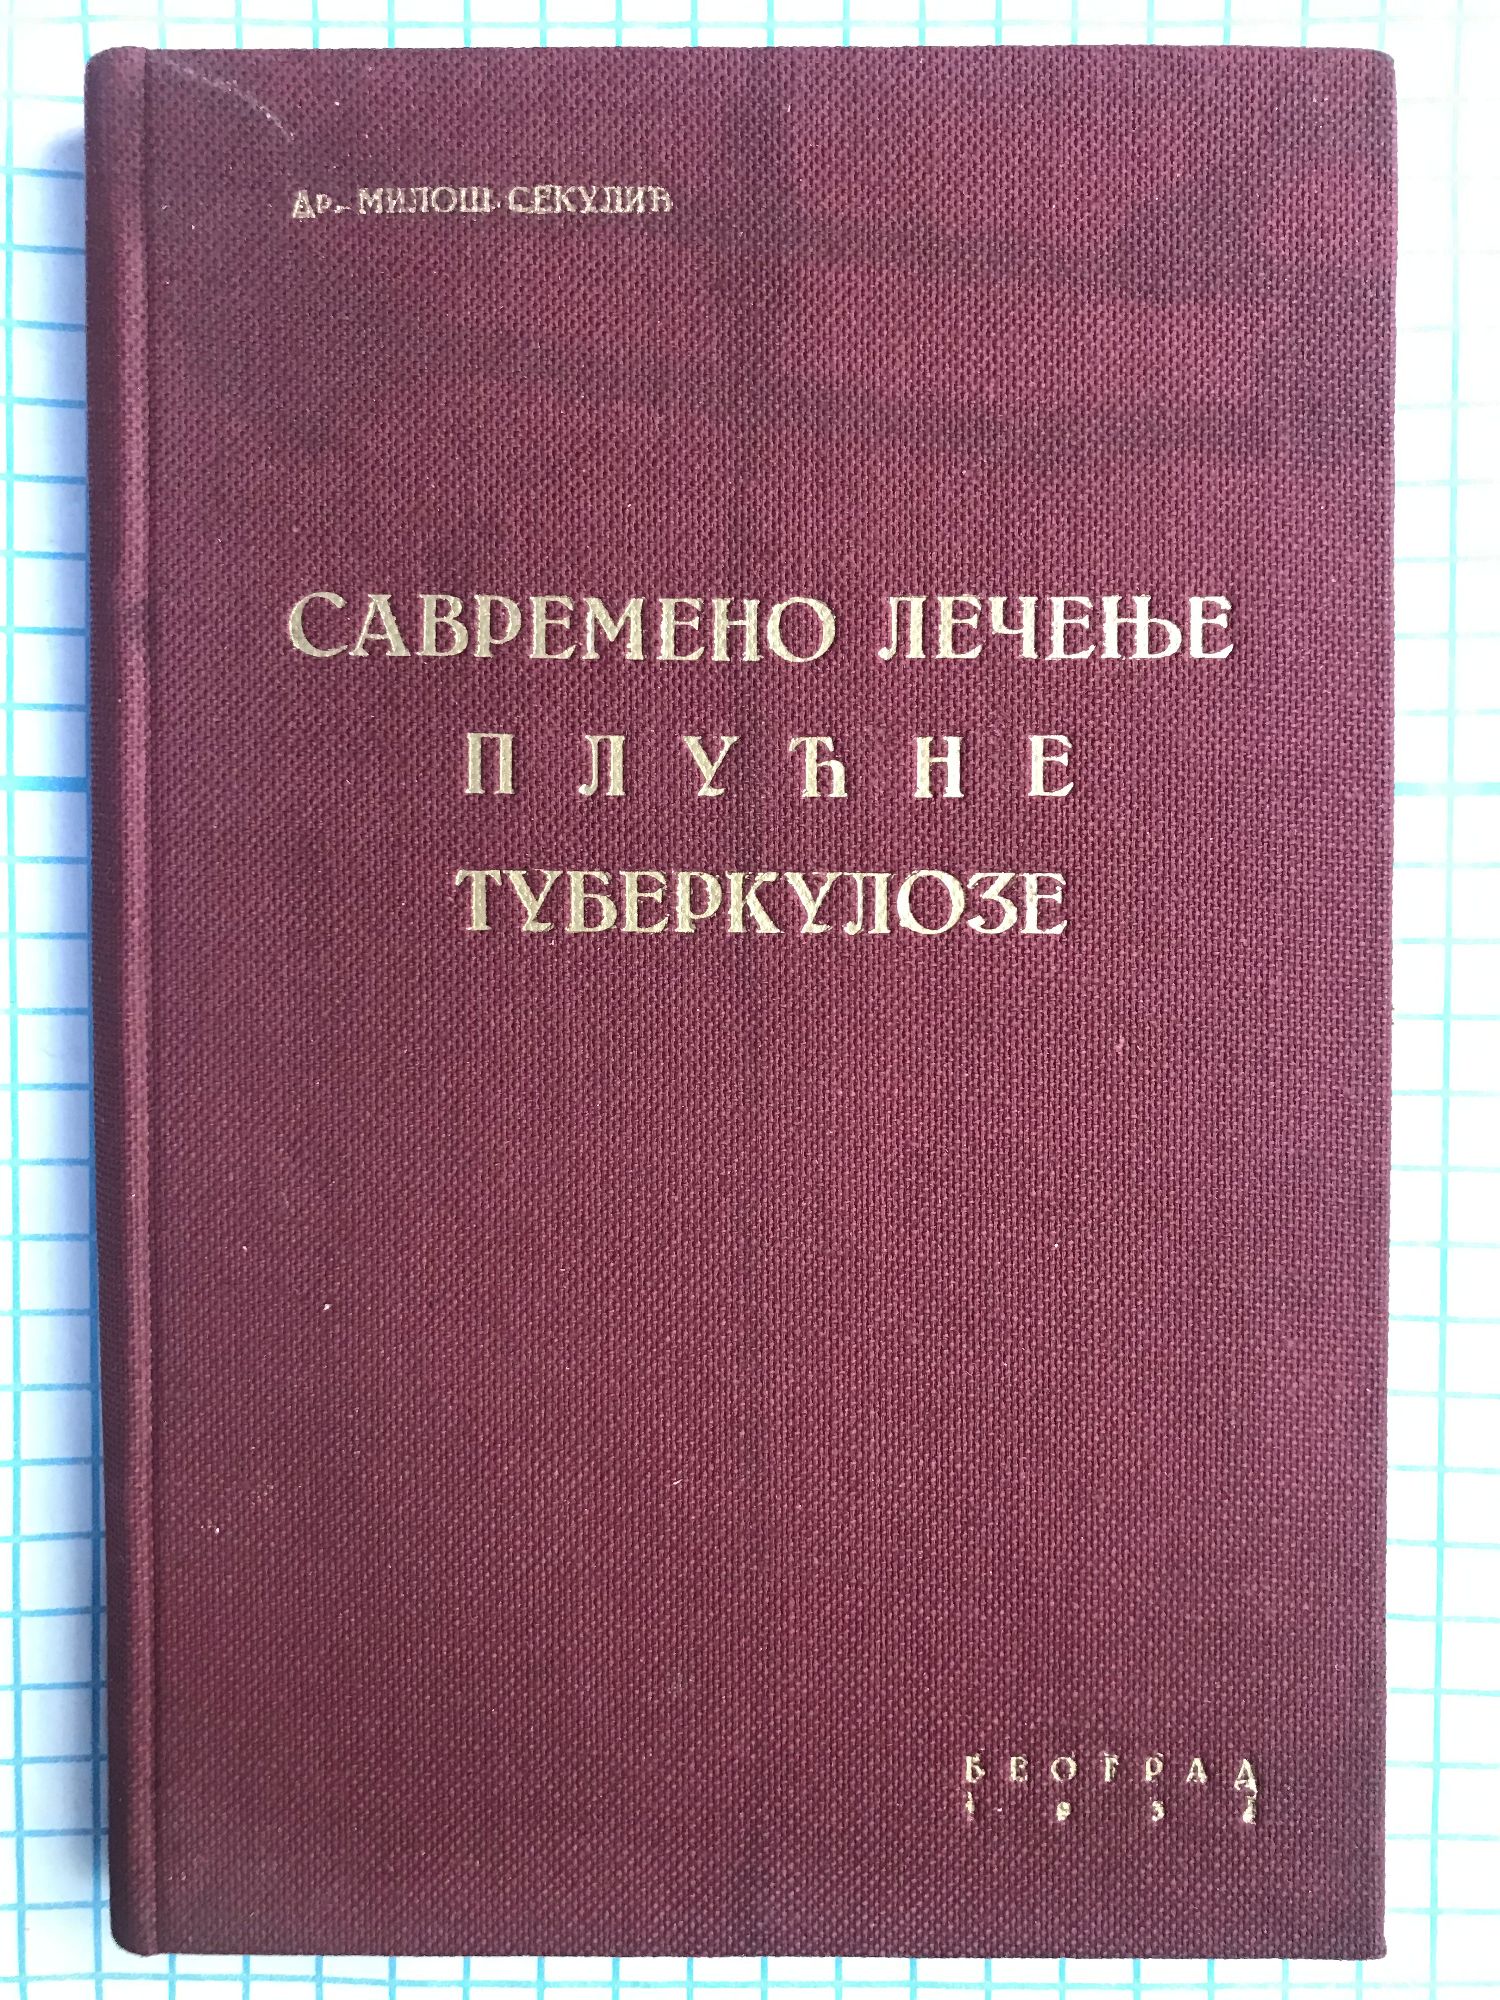 Др. МИЛОШ СЕКУЛИЋ
САВРЕМЕНО ЛЕЧЕЊЕ
ПЛУЋНЕ
ТУБЕРКУЛОЗЕ
БЕОГРАД